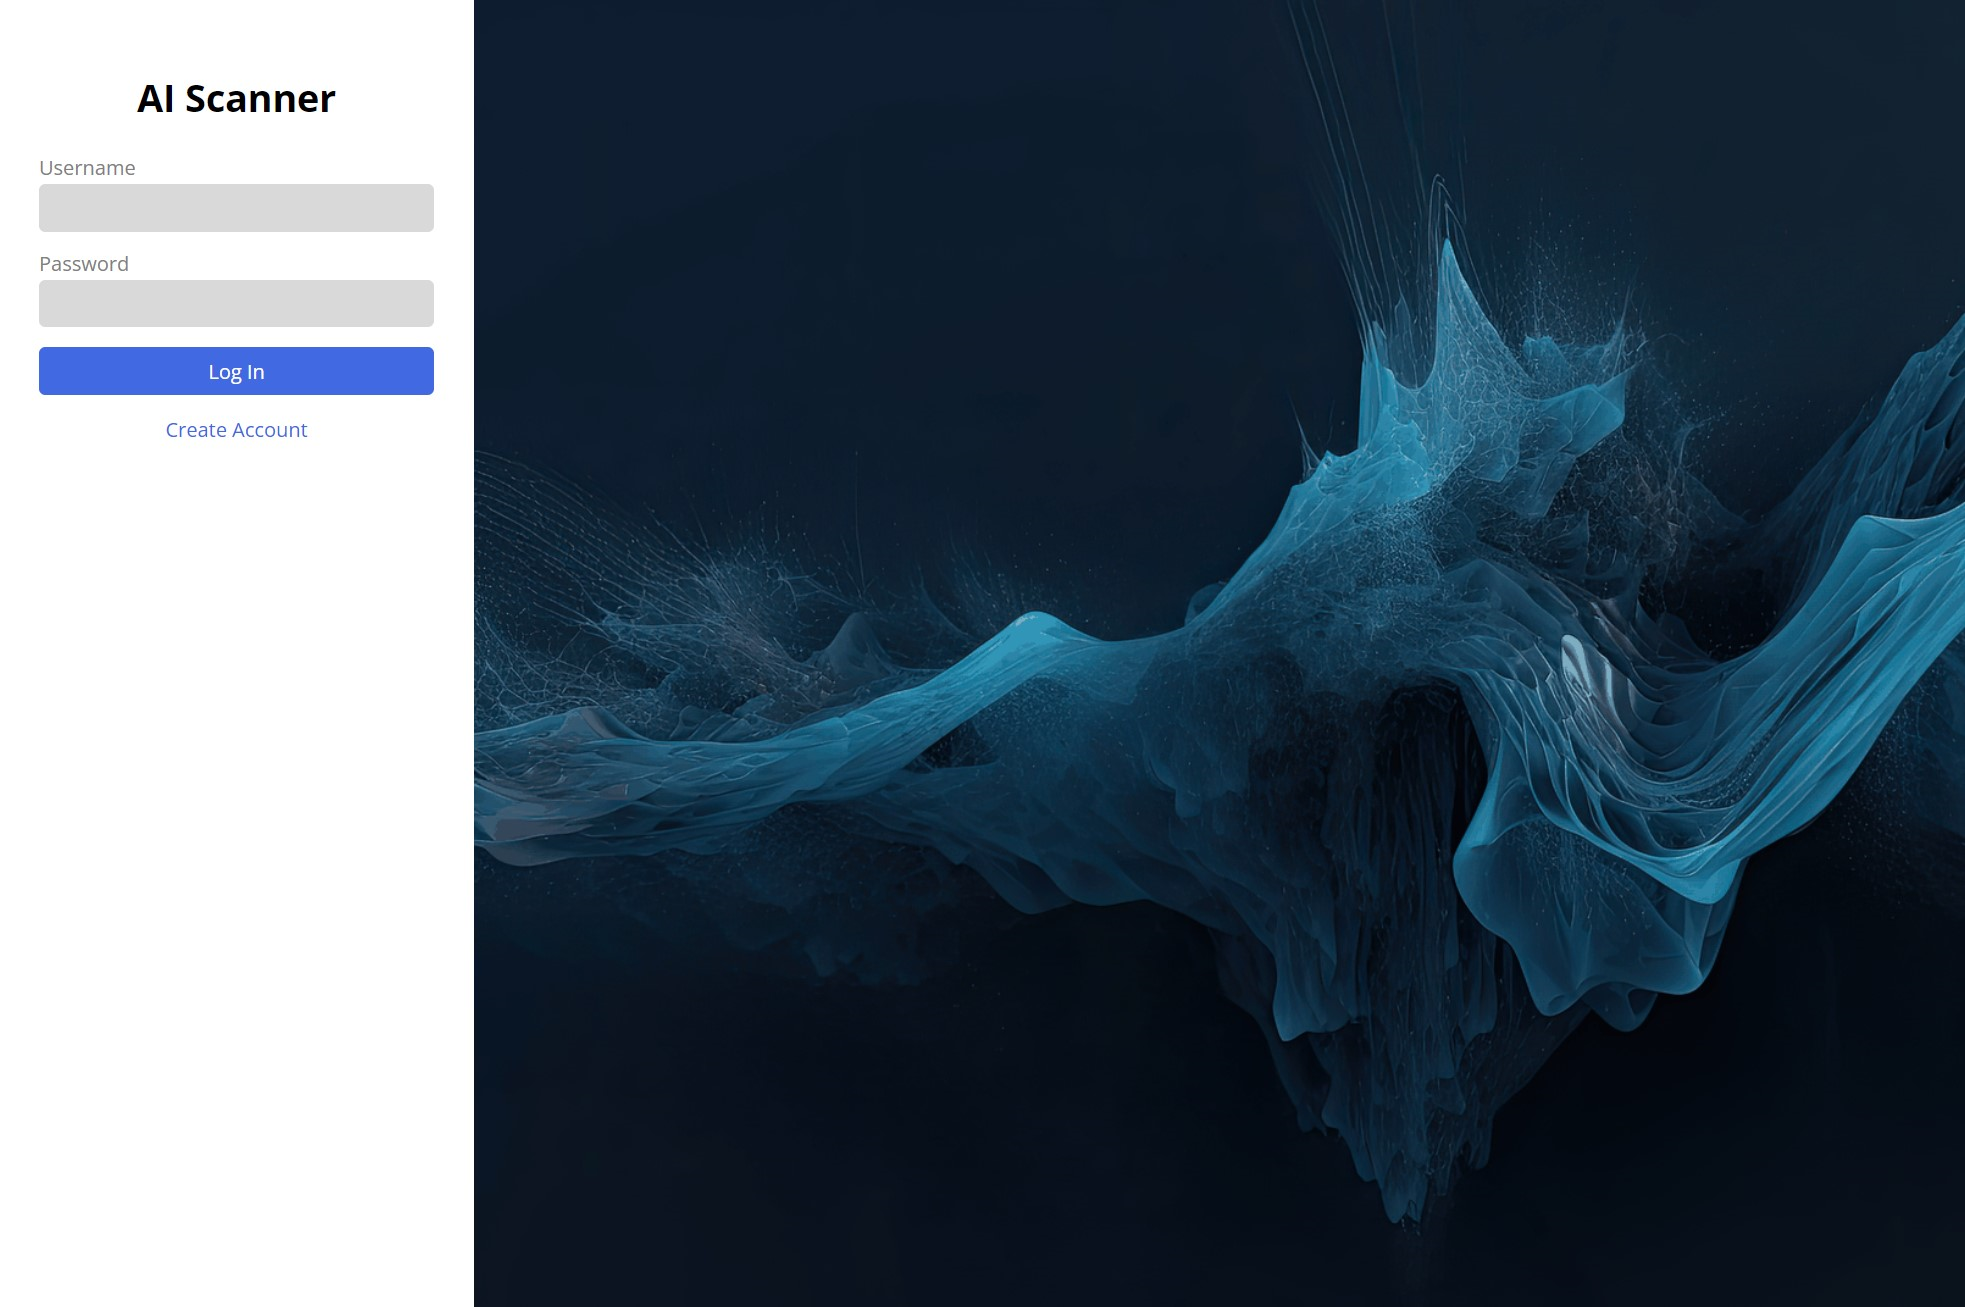 AI Scanner
Username
Password
Log In
Create Account